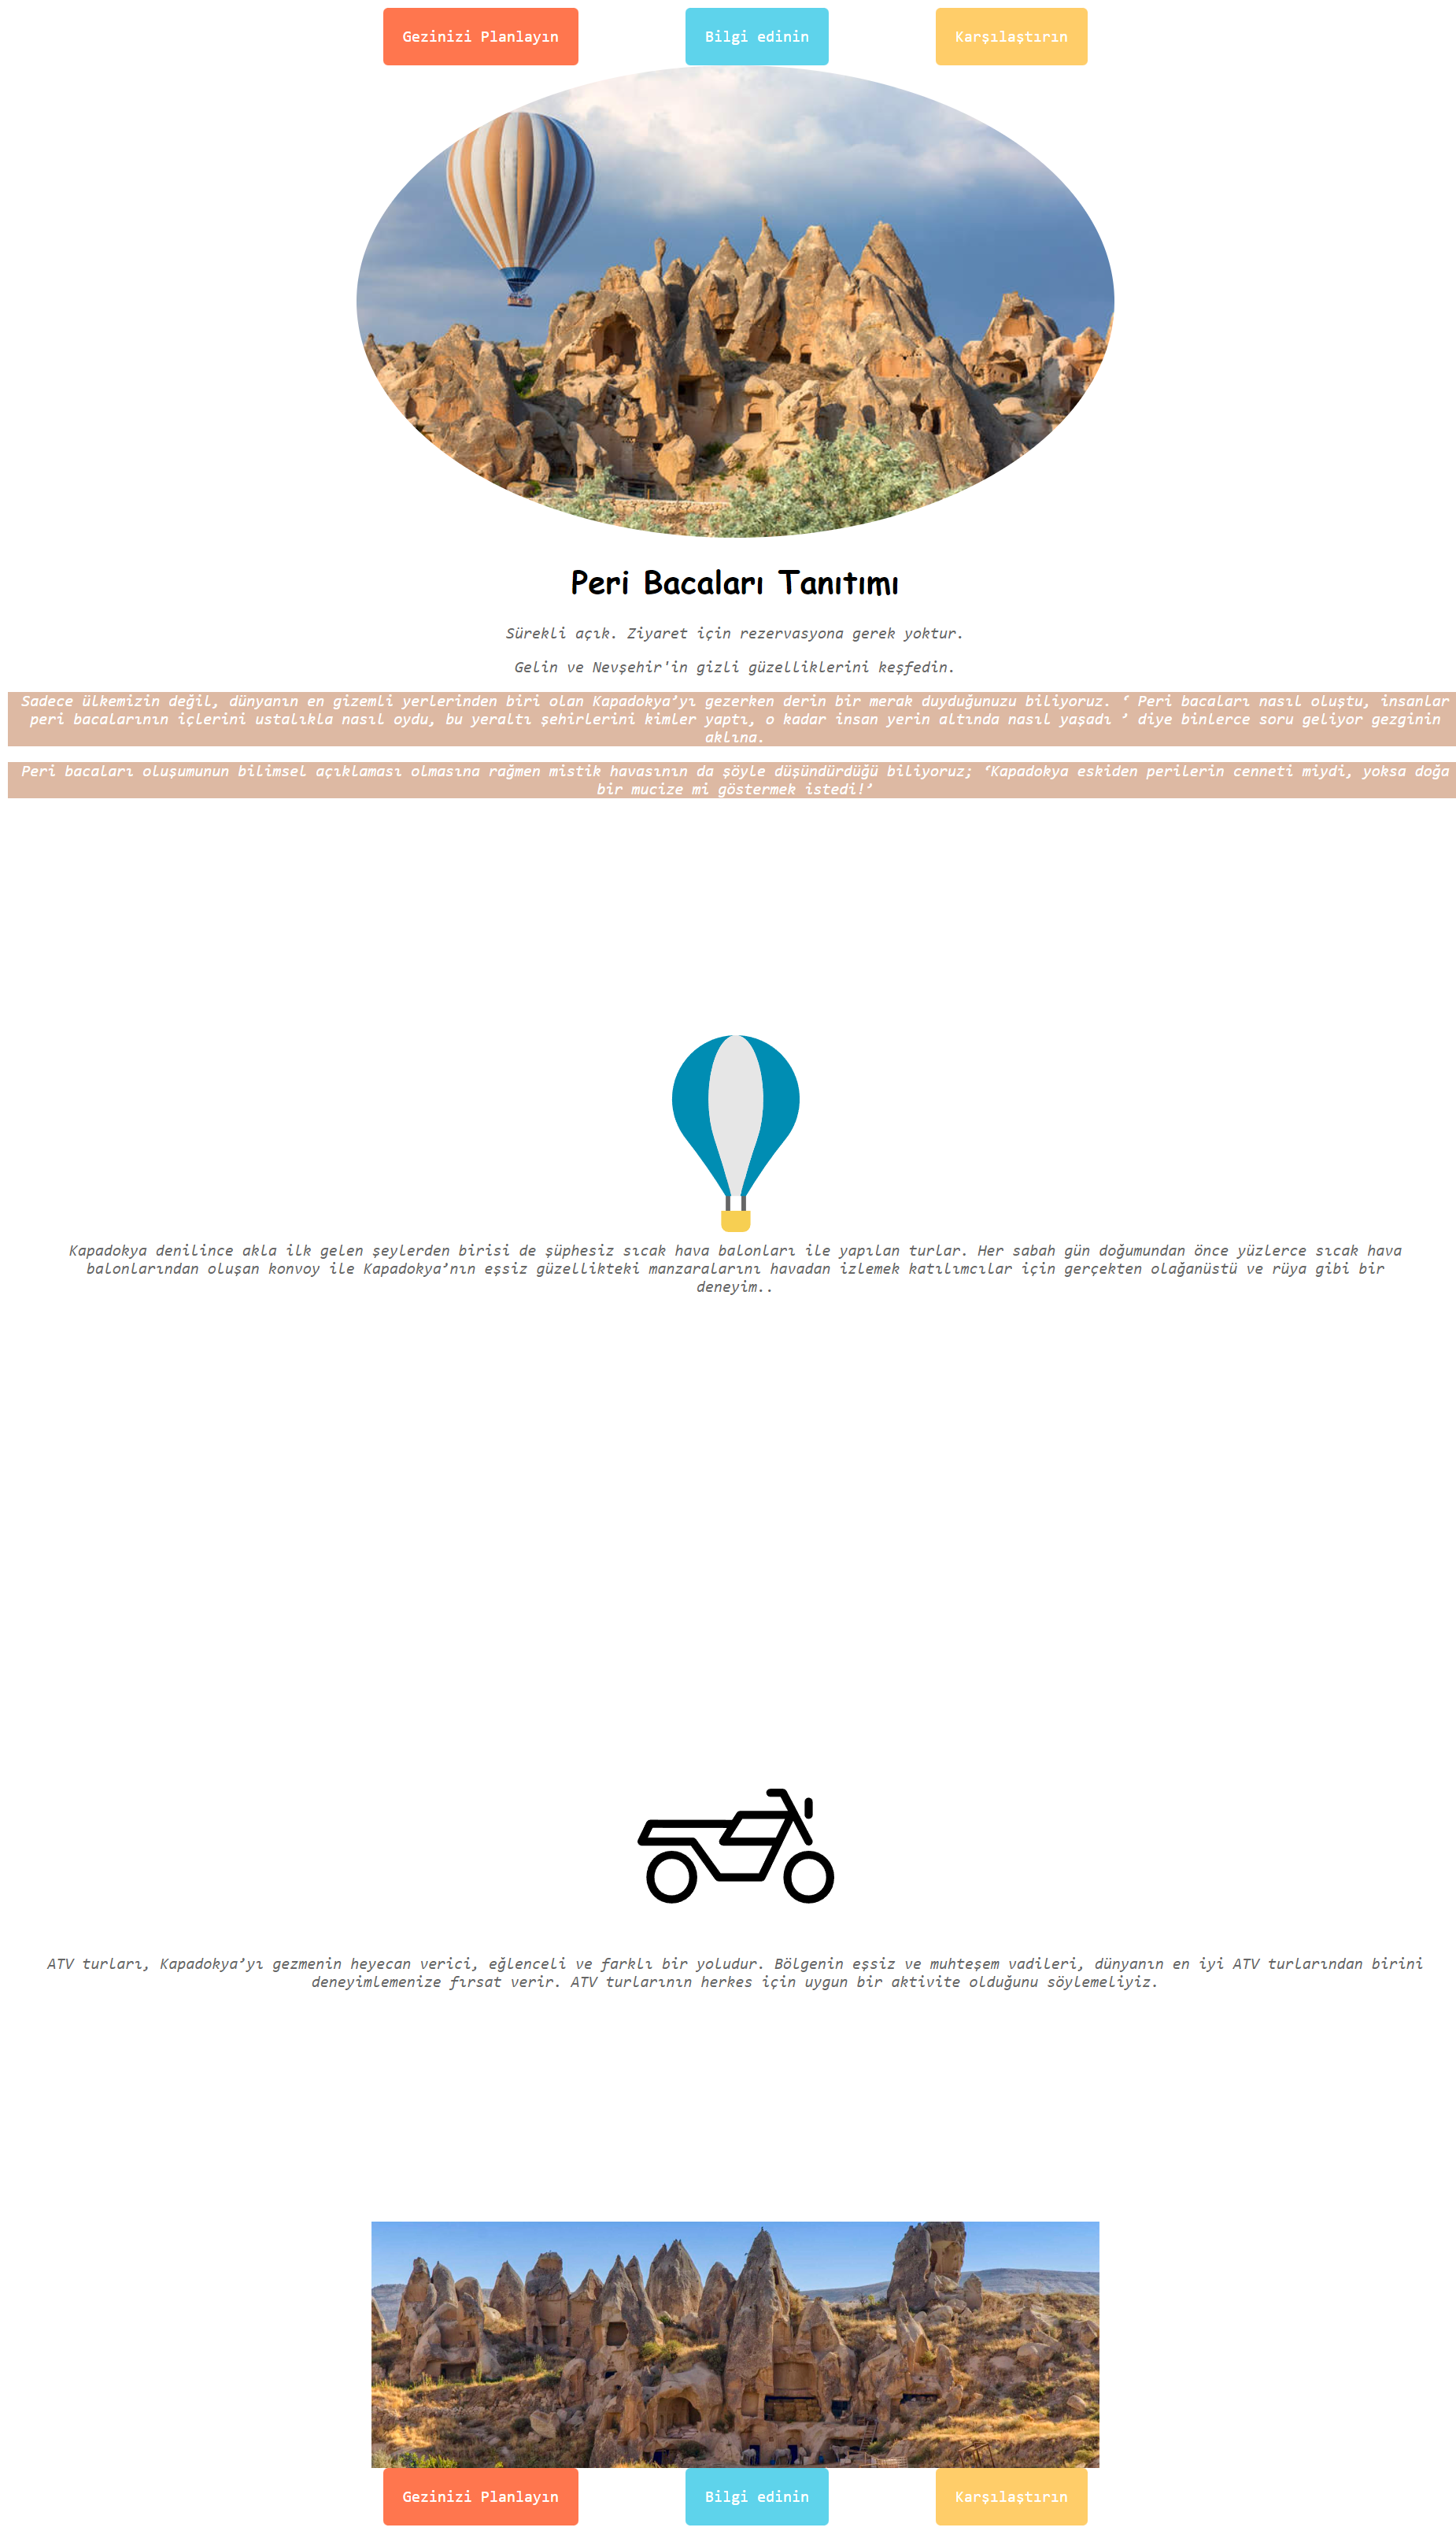 Gezinizi Planlayın
Bilgi edinin
Karşılaştırın
Peri Bacaları Tanıtımı
Sürekli açık. Ziyaret için rezervasyona gerek yoktur.
Gelin ve Nevşehir'in gizli güzelliklerini keşfedin.
Sadece ülkemizin değil, dünyanın en gizemli yerlerinden biri olan Kapadokya’yı gezerken derin bir merak duyduğunuzu biliyoruz. ‘ Peri bacaları nasıl oluştu, insanlar
peri bacalarının içlerini ustalıkla nasıl oydu, bu yeraltı şehirlerini kimler yaptı, o kadar insan yerin altında nasıl yaşadı ’ diye binlerce soru geliyor gezginin
aklına.
Peri bacaları oluşumunun bilimsel açıklaması olmasına rağmen mistik havasının da şöyle düşündürdüğü biliyoruz; ‘Kapadokya eskiden perilerin cenneti miydi, yoksa doğa
bir mucize mi göstermek istedi!’
Kapadokya denilince akla ilk gelen şeylerden birisi de şüphesiz sıcak hava balonları ile yapılan turlar. Her sabah gün doğumundan önce yüzlerce sıcak hava
balonlarından oluşan konvoy ile Kapadokya’nın eşsiz güzellikteki manzaralarını havadan izlemek katılımcılar için gerçekten olağanüstü ve rüya gibi bir
deneyim..
ATV turları, Kapadokya’yı gezmenin heyecan verici, eğlenceli ve farklı bir yoludur. Bölgenin eşsiz ve muhteşem vadileri, dünyanın en iyi ATV turlarından birini
deneyimlemenize fırsat verir. ATV turlarının herkes için uygun bir aktivite olduğunu söylemeliyiz.
Gezinizi Planlayın
Bilgi edinin
Karşılaştırın